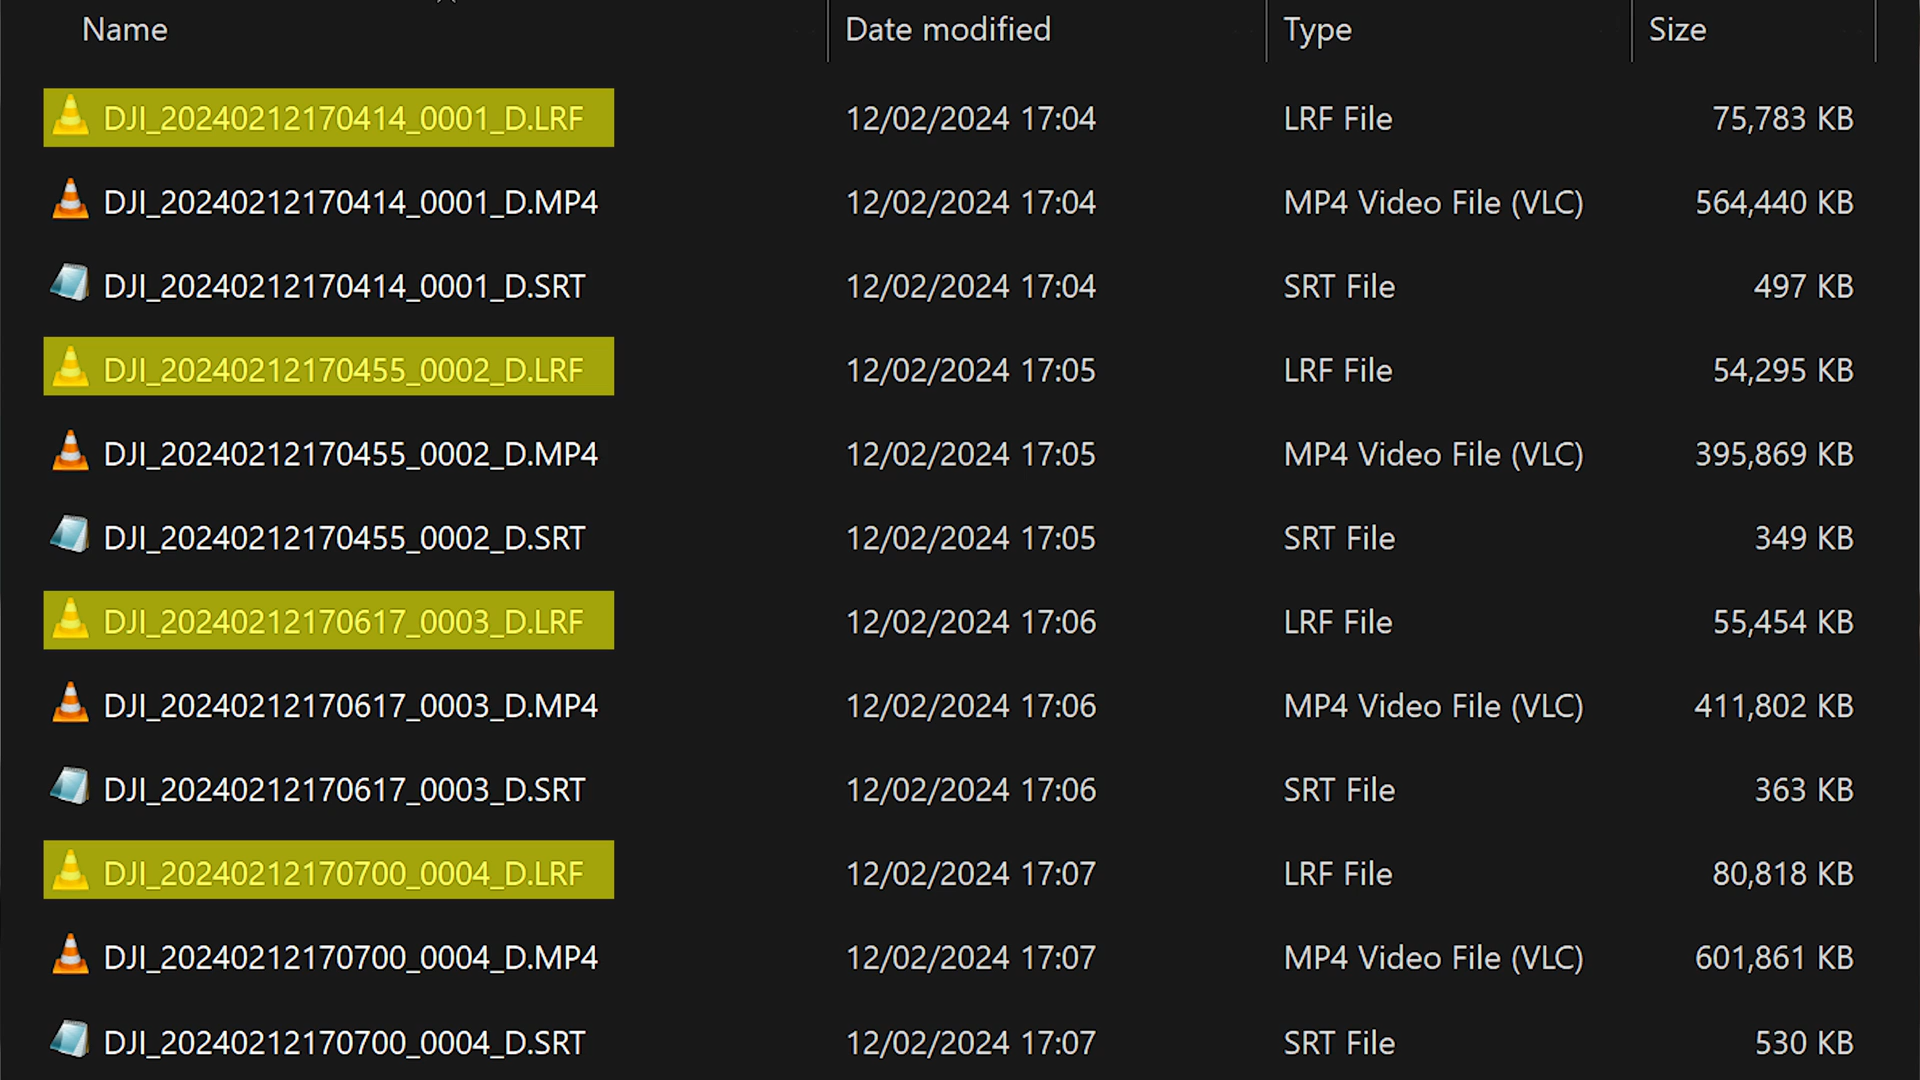 Name Date modified Type Size
DJI_20240212170414_0001_D.LRF 12/02/2024 17:04 LRF File 75,783 KB
DJI_20240212170414_0001_D.MP4 12/02/2024 17:04 MP4 Video File (VLC) 564,440 KB
DJI_20240212170414_0001_D.SRT 12/02/2024 17:04 SRT File 497 KB
DJI_20240212170455_0002_D.LRF 12/02/2024 17:05 LRF File 54,295 KB
DJI_20240212170455_0002_D.MP4 12/02/2024 17:05 MP4 Video File (VLC) 395,869 KB
DJI_20240212170455_0002_D.SRT 12/02/2024 17:05 SRT File 349 KB
DJI_20240212170617_0003_D.LRF 12/02/2024 17:06 LRF File 55,454 KB
DJI_20240212170617_0003_D.MP4 12/02/2024 17:06 MP4 Video File (VLC) 411,802 KB
DJI_20240212170617_0003_D.SRT 12/02/2024 17:06 SRT File 363 KB
DJI_20240212170700_0004_D.LRF 12/02/2024 17:07 LRF File 80,818 KB
DJI_20240212170700_0004_D.MP4 12/02/2024 17:07 MP4 Video File (VLC) 601,861 KB
DJI_20240212170700_0004_D.SRT 12/02/2024 17:07 SRT File 530 KB